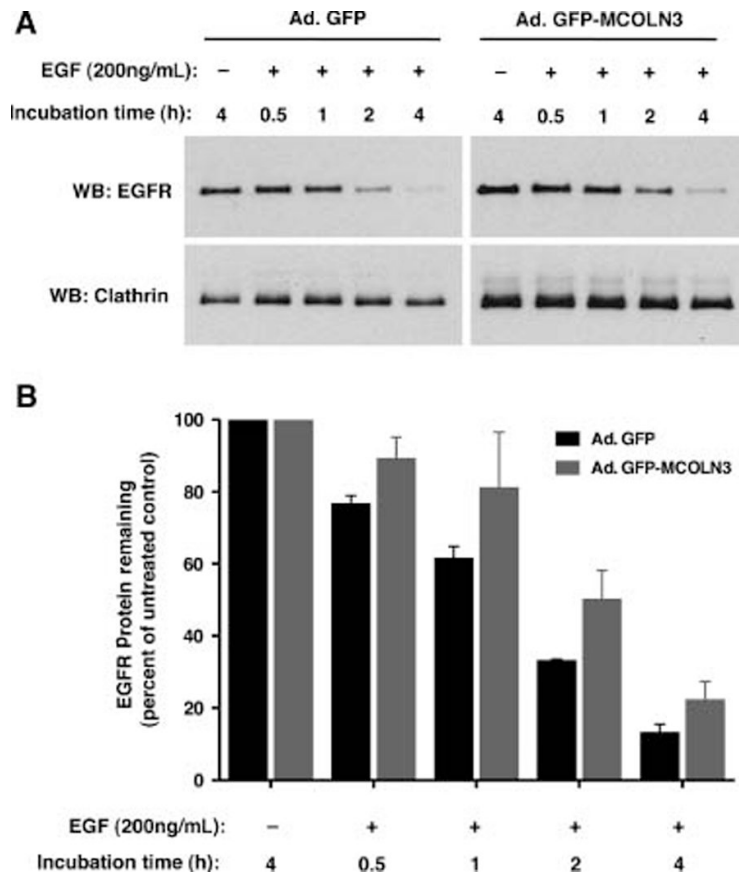 A
Ad. GFP Ad. GFP-MCOLN3
EGF (200ng/mL): – + + + + – + + + +
Incubation time (h): 4 0.5 1 2 4 4 0.5 1 2 4
WB: EGFR
WB: Clathrin
B
EGFR Protein remaining
(percent of untreated control)
100
80
60
40
20
0
Ad. GFP
Ad. GFP-MCOLN3
EGF (200ng/mL): – + + + +
Incubation time (h): 4 0.5 1 2 4